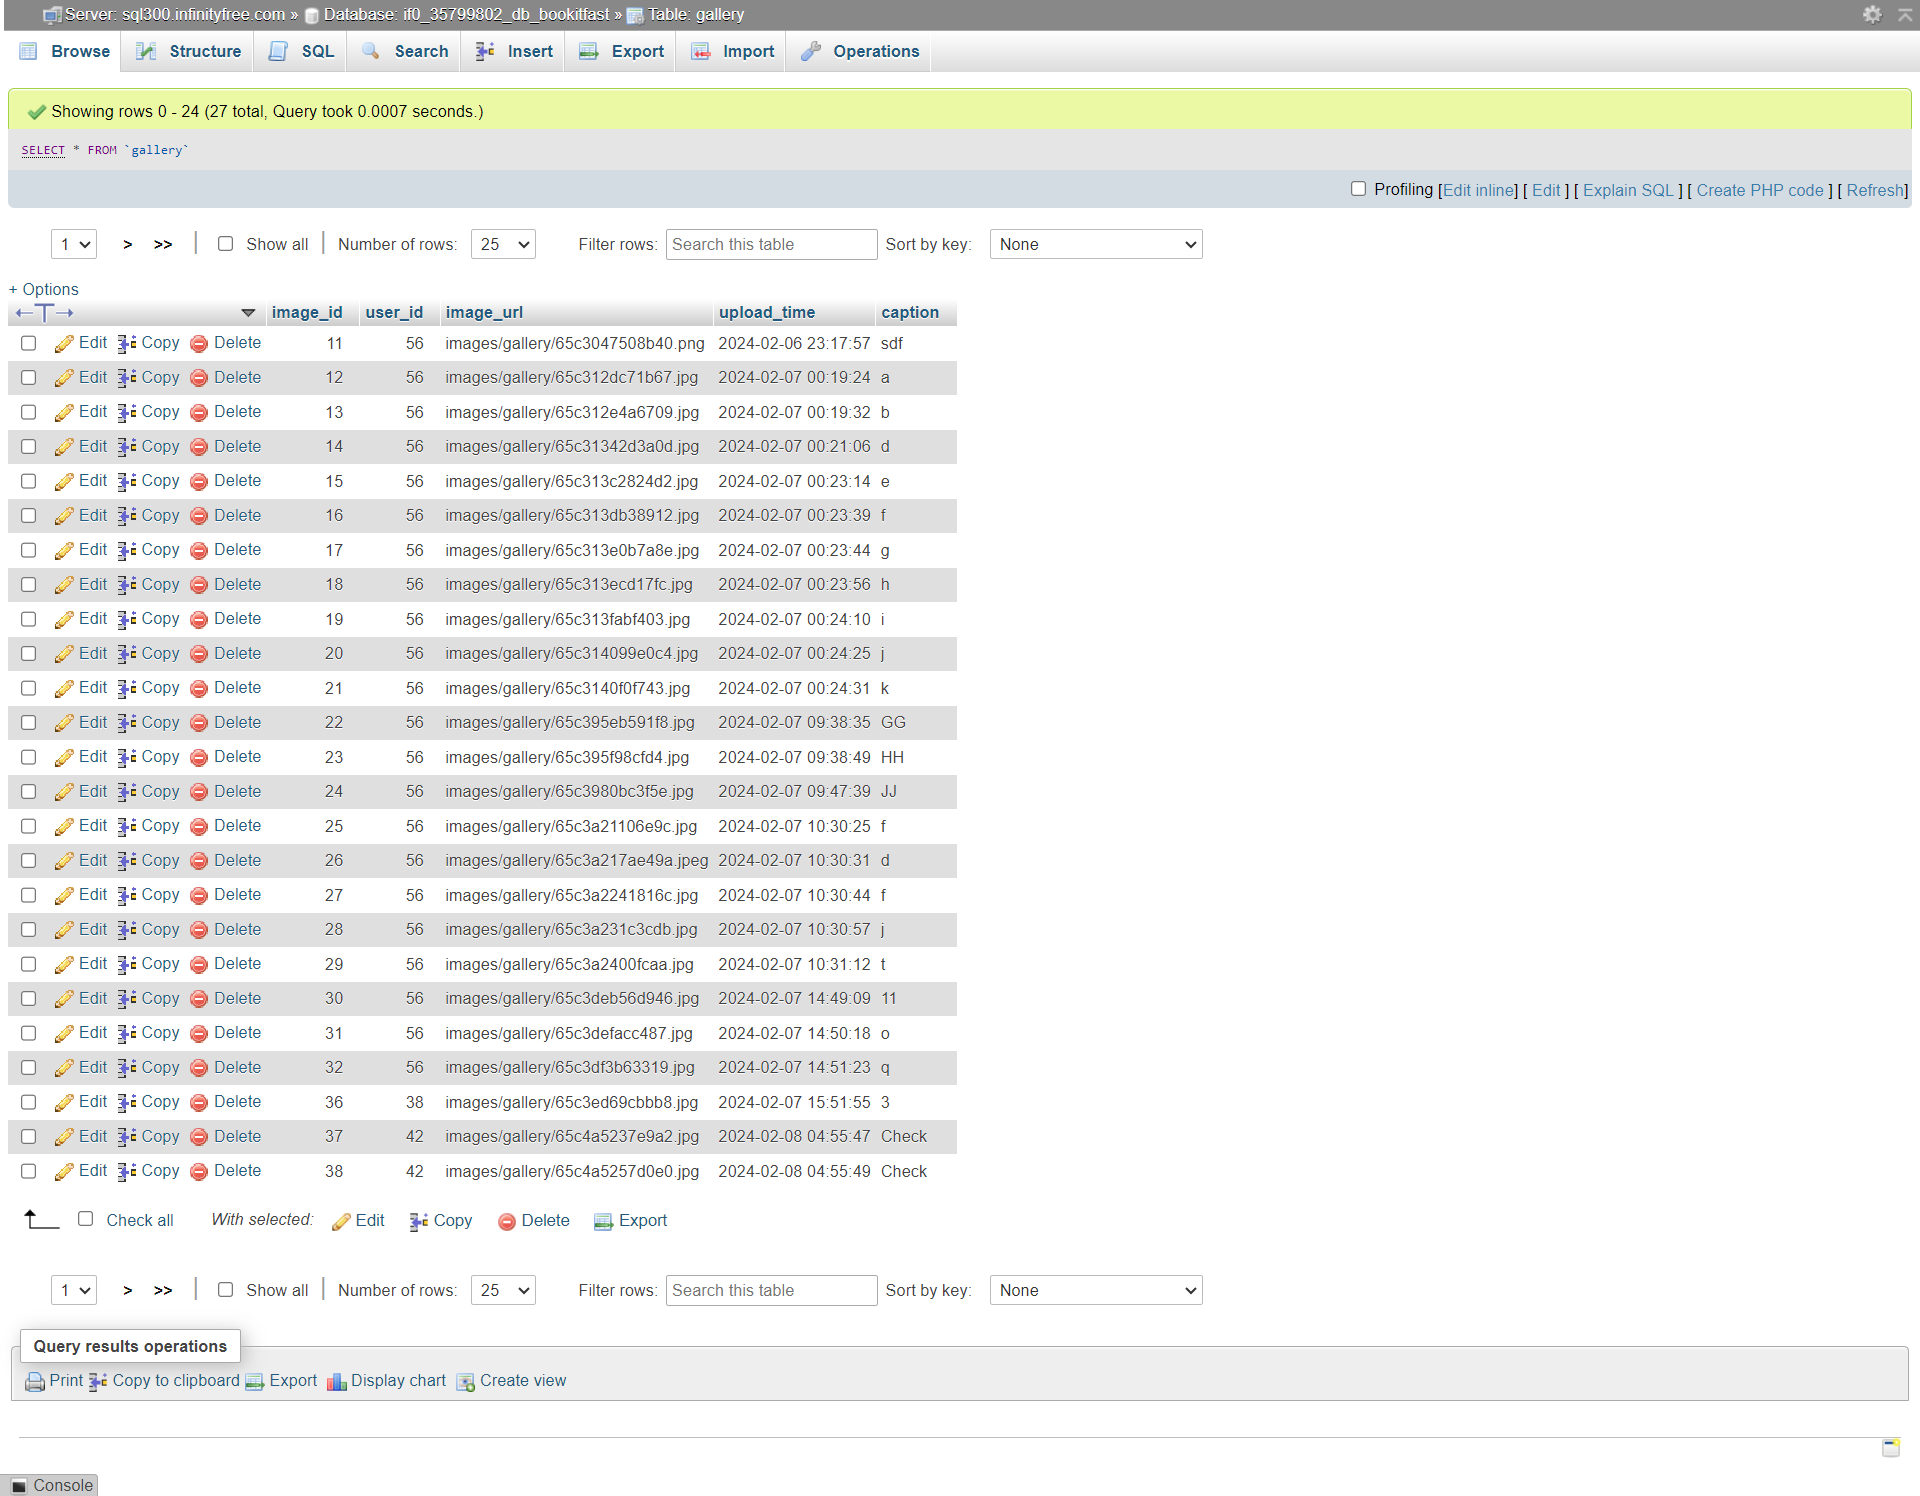 Server: sql300.infinityfree.com » Database: if0_35799802_db_bookitfast » Table: gallery
Browse Structure SQL Search Insert Export Import Operations
Showing rows 0 - 24 (27 total, Query took 0.0007 seconds.)
SELECT * FROM `gallery`
Profiling [Edit inline] [ Edit ] [ Explain SQL ] [ Create PHP code ] [ Refresh]
1 > >> | Show all | Number of rows: 25 Filter rows: Search this table Sort by key: None
+ Options
←T→ image_id user_id image_url upload_time caption
Edit Copy Delete 11 56 images/gallery/65c3047508b40.png 2024-02-06 23:17:57 sdf
Edit Copy Delete 12 56 images/gallery/65c312dc71b67.jpg 2024-02-07 00:19:24 a
Edit Copy Delete 13 56 images/gallery/65c312e4a6709.jpg 2024-02-07 00:19:32 b
Edit Copy Delete 14 56 images/gallery/65c31342d3a0d.jpg 2024-02-07 00:21:06 d
Edit Copy Delete 15 56 images/gallery/65c313c2824d2.jpg 2024-02-07 00:23:14 e
Edit Copy Delete 16 56 images/gallery/65c313db38912.jpg 2024-02-07 00:23:39 f
Edit Copy Delete 17 56 images/gallery/65c313e0b7a8e.jpg 2024-02-07 00:23:44 g
Edit Copy Delete 18 56 images/gallery/65c313ecd17fc.jpg 2024-02-07 00:23:56 h
Edit Copy Delete 19 56 images/gallery/65c313fabf403.jpg 2024-02-07 00:24:10 i
Edit Copy Delete 20 56 images/gallery/65c314099e0c4.jpg 2024-02-07 00:24:25 j
Edit Copy Delete 21 56 images/gallery/65c3140f0f743.jpg 2024-02-07 00:24:31 k
Edit Copy Delete 22 56 images/gallery/65c395eb591f8.jpg 2024-02-07 09:38:35 GG
Edit Copy Delete 23 56 images/gallery/65c395f98cfd4.jpg 2024-02-07 09:38:49 HH
Edit Copy Delete 24 56 images/gallery/65c3980bc3f5e.jpg 2024-02-07 09:47:39 JJ
Edit Copy Delete 25 56 images/gallery/65c3a21106e9c.jpg 2024-02-07 10:30:25 f
Edit Copy Delete 26 56 images/gallery/65c3a217ae49a.jpeg 2024-02-07 10:30:31 d
Edit Copy Delete 27 56 images/gallery/65c3a2241816c.jpg 2024-02-07 10:30:44 f
Edit Copy Delete 28 56 images/gallery/65c3a231c3cdb.jpg 2024-02-07 10:30:57 j
Edit Copy Delete 29 56 images/gallery/65c3a2400fcaa.jpg 2024-02-07 10:31:12 t
Edit Copy Delete 30 56 images/gallery/65c3deb56d946.jpg 2024-02-07 14:49:09 11
Edit Copy Delete 31 56 images/gallery/65c3defacc487.jpg 2024-02-07 14:50:18 o
Edit Copy Delete 32 56 images/gallery/65c3df3b63319.jpg 2024-02-07 14:51:23 q
Edit Copy Delete 36 38 images/gallery/65c3ed69cbbb8.jpg 2024-02-07 15:51:55 3
Edit Copy Delete 37 42 images/gallery/65c4a5237e9a2.jpg 2024-02-08 04:55:47 Check
Edit Copy Delete 38 42 images/gallery/65c4a5257d0e0.jpg 2024-02-08 04:55:49 Check
Check all With selected: Edit Copy Delete Export
1 > >> | Show all | Number of rows: 25 Filter rows: Search this table Sort by key: None
Query results operations
Print Copy to clipboard Export Display chart Create view
Console